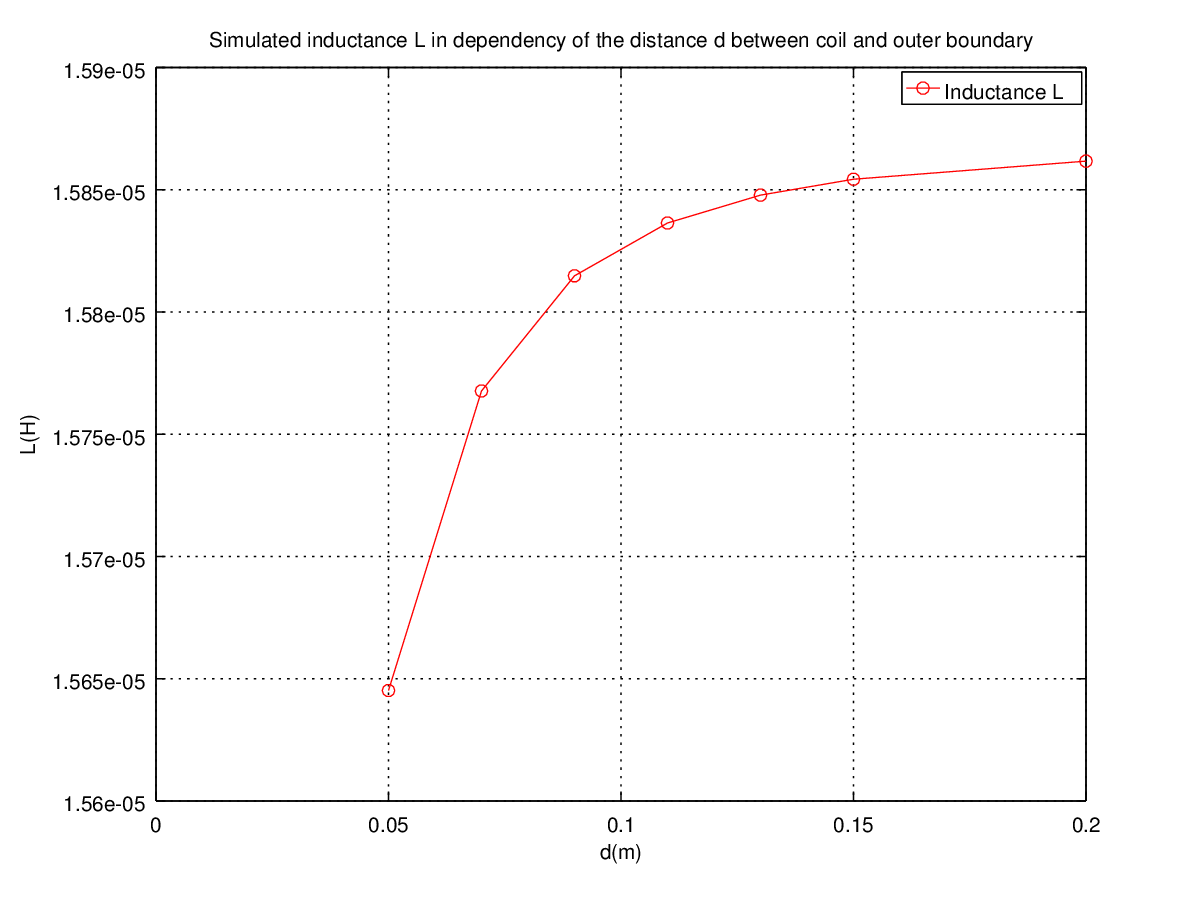 Simulated inductance L in dependency of the distance d between coil and outer boundary
1.59e-05
Inductance L
1.585e-05
1.58e-05
1.575e-05
L(H)
1.57e-05
1.565e-05
1.56e-05
0 0.05 0.1 0.15 0.2
d(m)